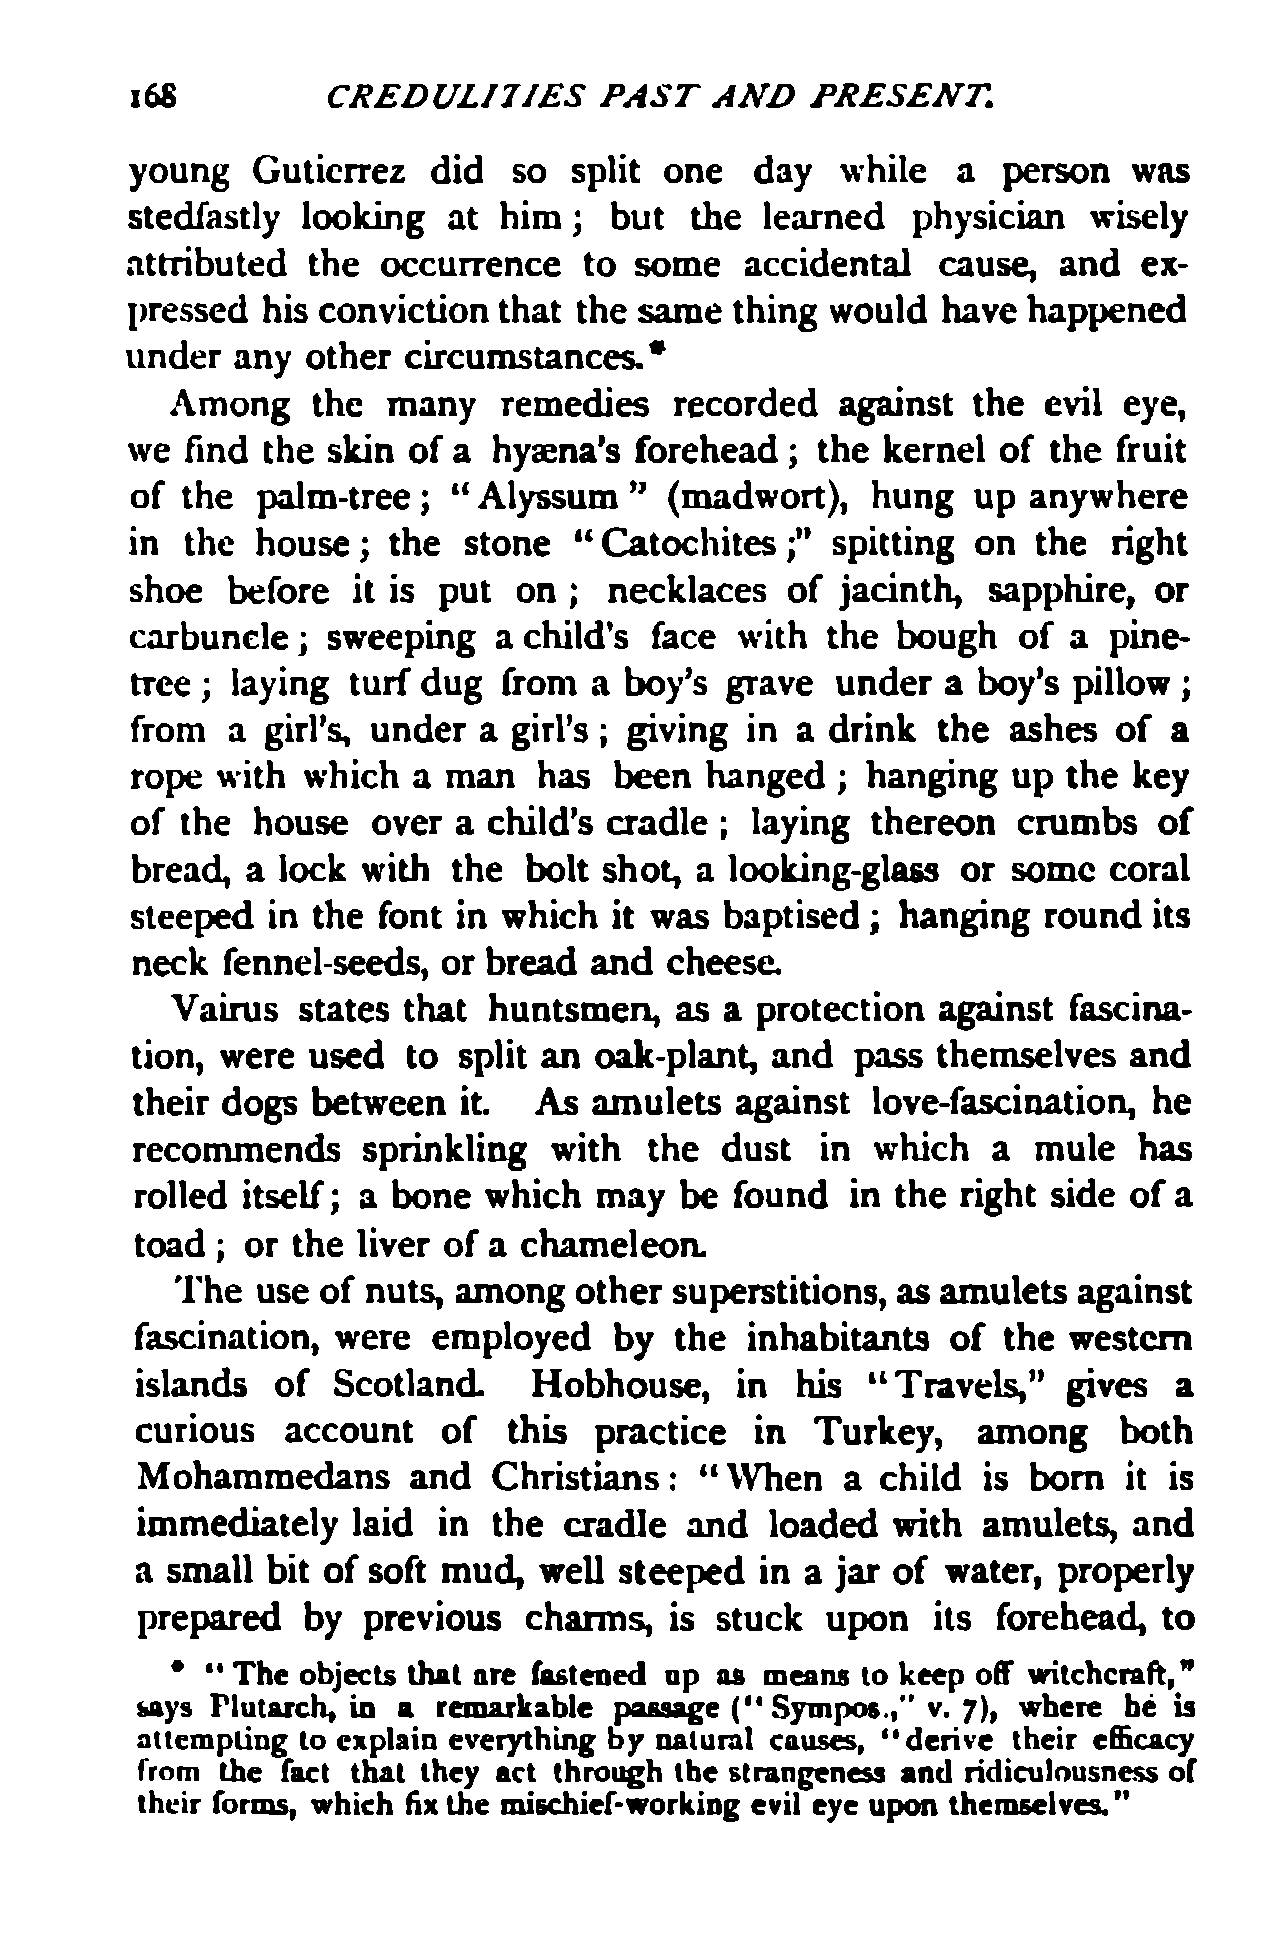 168 CREDULITIES PAST AND PRESENT.
young Gutierrez did so split one day while a person was
stedfastly looking at him ; but the learned physician wisely
attributed the occurrence to some accidental cause, and ex-
pressed his conviction that the same thing would have happened
under any other circumstances.*
Among the many remedies recorded against the evil eye,
we find the skin of a hyæna's forehead ; the kernel of the fruit
of the palm-tree ; "Alyssum" (madwort), hung up anywhere
in the house ; the stone "Catochites ;" spitting on the right
shoe before it is put on ; necklaces of jacinth, sapphire, or
carbuncle ; sweeping a child's face with the bough of a pine-
tree ; laying turf dug from a boy's grave under a boy's pillow ;
from a girl's, under a girl's ; giving in a drink the ashes of a
rope with which a man has been hanged ; hanging up the key
of the house over a child's cradle ; laying thereon crumbs of
bread, a lock with the bolt shot, a looking-glass or some coral
steeped in the font in which it was baptised ; hanging round its
neck fennel-seeds, or bread and cheese.
Vairus states that huntsmen, as a protection against fascina-
tion, were used to split an oak-plant, and pass themselves and
their dogs between it. As amulets against love-fascination, he
recommends sprinkling with the dust in which a mule has
rolled itself ; a bone which may be found in the right side of a
toad ; or the liver of a chameleon.
The use of nuts, among other superstitions, as amulets against
fascination, were employed by the inhabitants of the western
islands of Scotland. Hobhouse, in his "Travels," gives a
curious account of this practice in Turkey, among both
Mohammedans and Christians : "When a child is born it is
immediately laid in the cradle and loaded with amulets, and
a small bit of soft mud, well steeped in a jar of water, properly
prepared by previous charms, is stuck upon its forehead, to
* "The objects that are fastened up as means to keep off witchcraft,"
says Plutarch, in a remarkable passage ("Sympos.," v. 7), where he is
attempting to explain everything by natural causes, "derive their efficacy
from the fact that they act through the strangeness and ridiculousness of
their forms, which fix the mischief-working evil eye upon themselves."